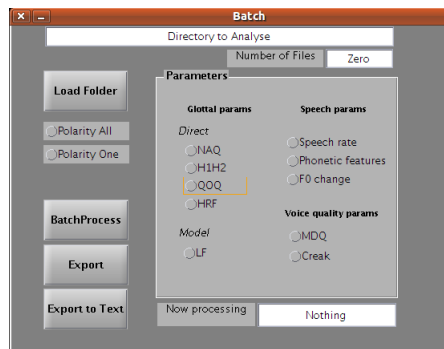 Batch
Directory to Analyse
Number of Files
Zero
Load Folder
Polarity All
Polarity One
BatchProcess
Export
Export to Text
Parameters
Glottal params
Direct
NAQ
H1H2
QOQ
HRF
Model
LF
Speech params
Speech rate
Phonetic features
F0 change
Voice quality params
MDQ
Creak
Now processing
Nothing